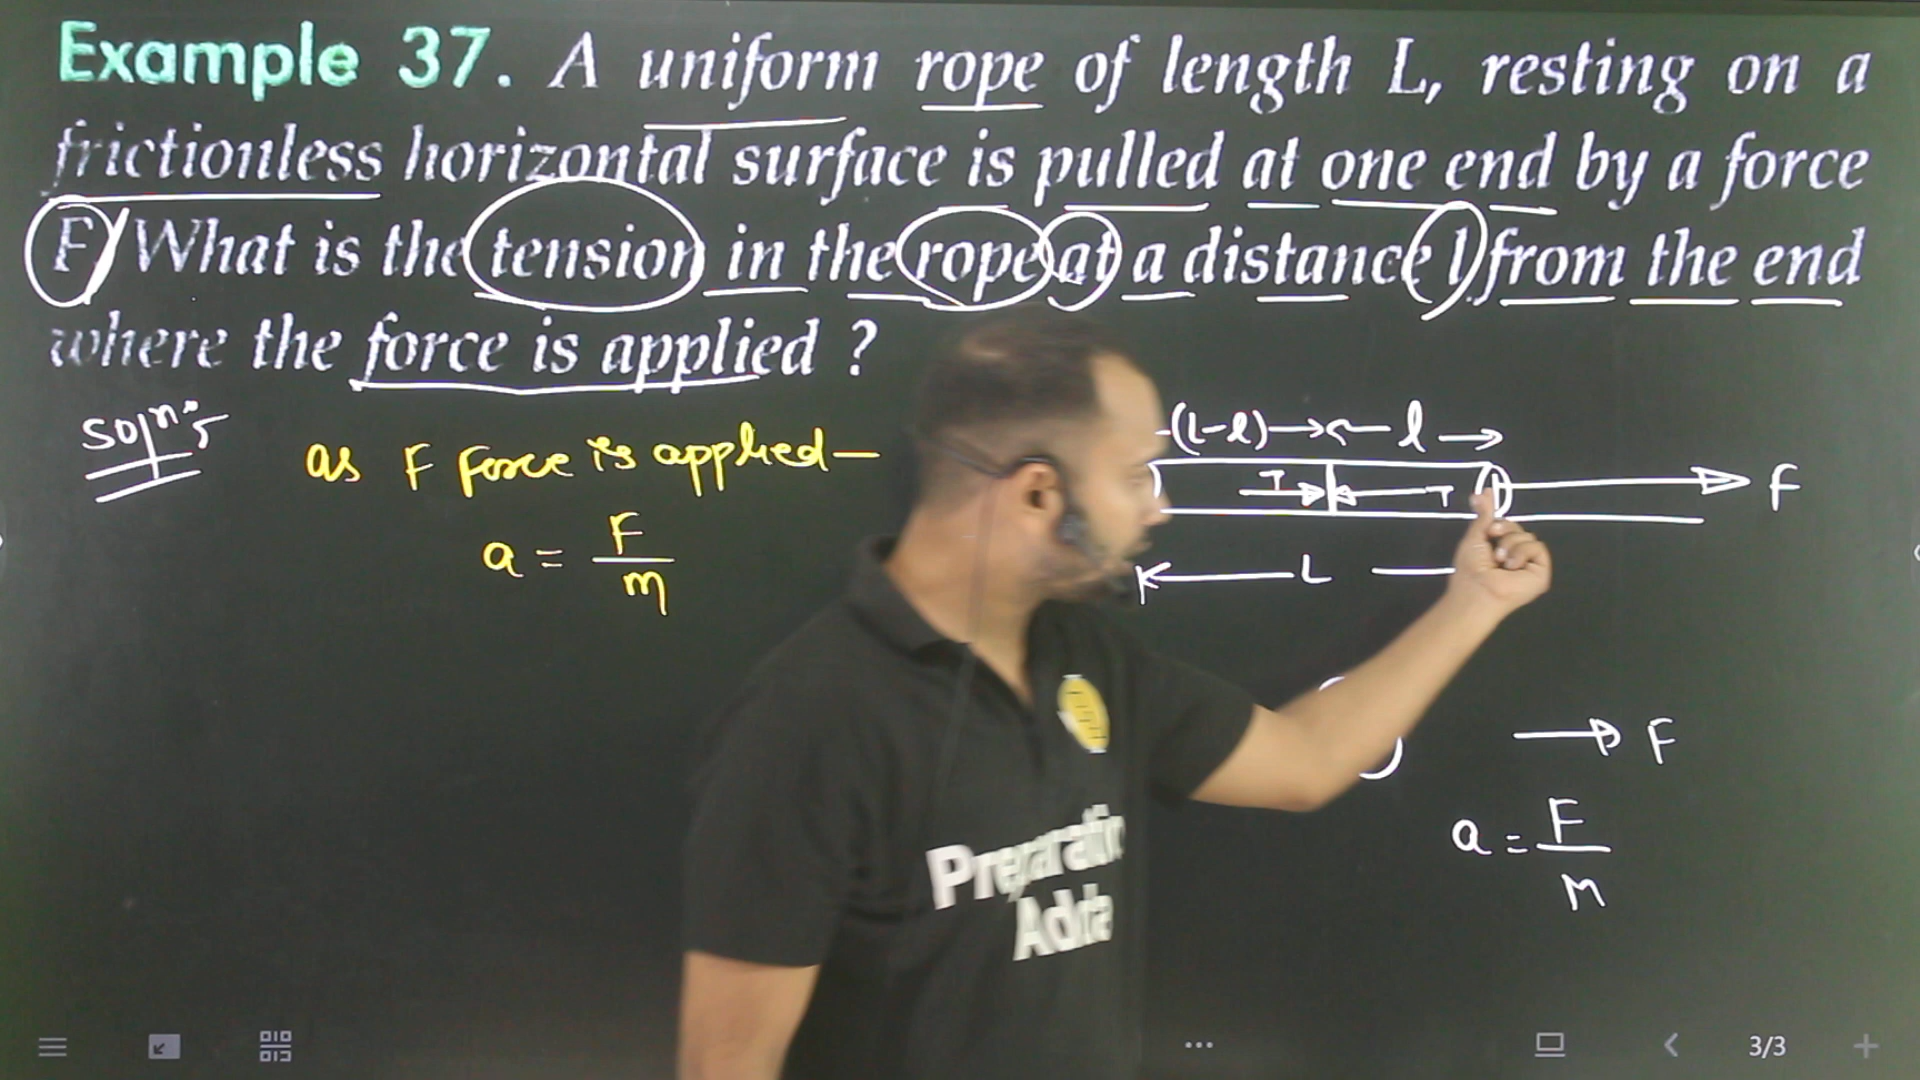 Example 37. A uniform rope of length L, resting on a
frictionless horizontal surface is pulled at one end by a force
F. What is the tension in the rope at a distance l from the end
where the force is applied ?
Soln:-
as F force is applied—
a = F/m
(L-l) l
T T F
L
F
a = F/m
Preparation
Adda
3/3